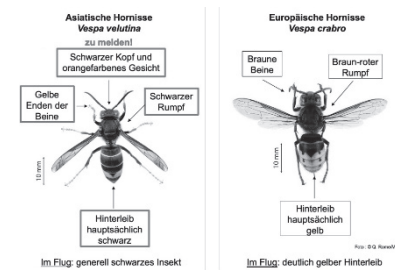 Asiatische Hornisse
Vespa velutina
zu melden!
Schwarzer Kopf und
orangefarbenes Gesicht
Gelbe
Enden der
Beine
Schwarzer
Rumpf
10 mm
Hinterleib
hauptsächlich
schwarz
Im Flug: generell schwarzes Insekt
Europäische Hornisse
Vespa crabro
Braune
Beine
Braun-roter
Rumpf
10 mm
Hinterleib
hauptsächlich
gelb
Foto: © Q.
Im Flug: deutlich gelber Hinterleib